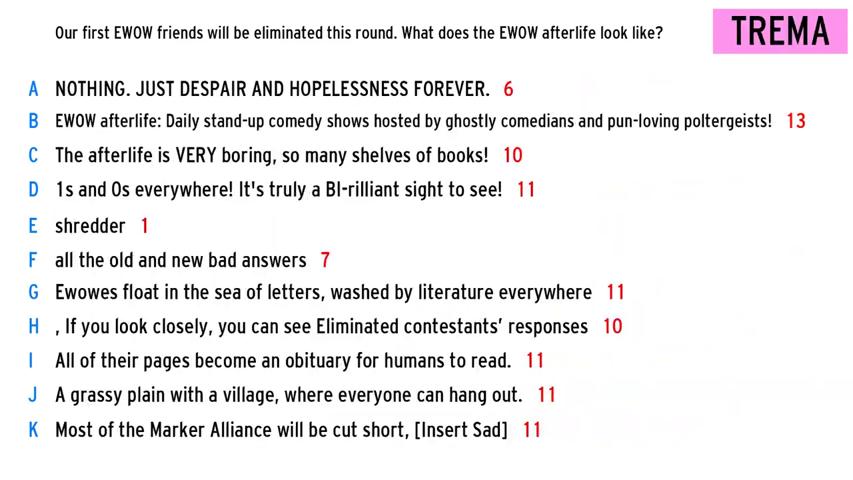 Our first EWOW friends will be eliminated this round. What does the EWOW afterlife look like?
TREMA
A NOTHING. JUST DESPAIR AND HOPELESSNESS FOREVER. 6
B EWOW afterlife: Daily stand-up comedy shows hosted by ghostly comedians and pun-loving poltergeists! 13
C The afterlife is VERY boring, so many shelves of books! 10
D 1s and 0s everywhere! It's truly a BI-rilliant sight to see! 11
E shredder 1
F all the old and new bad answers 7
G Ewowes float in the sea of letters, washed by literature everywhere 11
H , If you look closely, you can see Eliminated contestants’ responses 10
I All of their pages become an obituary for humans to read. 11
J A grassy plain with a village, where everyone can hang out. 11
K Most of the Marker Alliance will be cut short, [Insert Sad] 11